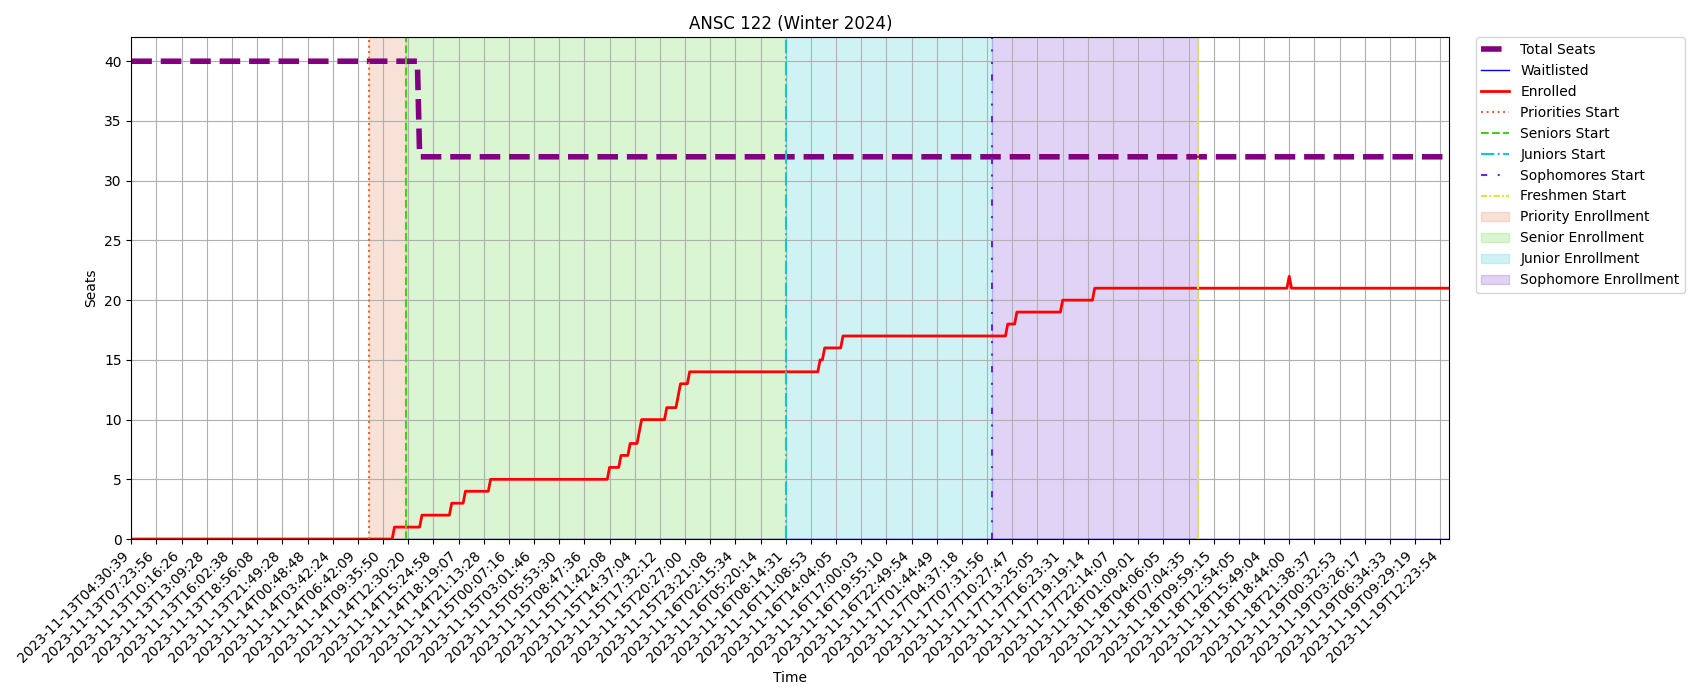 ANSC 122 (Winter 2024)
Seats
40
35
30
25
20
15
10
5
0
2023-11-13T04:30:39
2023-11-13T07:23:56
2023-11-13T10:16:26
2023-11-13T13:09:28
2023-11-13T16:02:38
2023-11-13T18:56:08
2023-11-13T21:49:28
2023-11-14T00:48:48
2023-11-14T03:42:24
2023-11-14T06:42:09
2023-11-14T09:35:50
2023-11-14T12:30:20
2023-11-14T15:24:58
2023-11-14T18:19:07
2023-11-14T21:13:28
2023-11-15T00:07:16
2023-11-15T03:01:46
2023-11-15T05:53:30
2023-11-15T08:47:36
2023-11-15T11:42:08
2023-11-15T14:37:04
2023-11-15T17:32:12
2023-11-15T20:27:00
2023-11-15T23:21:08
2023-11-16T02:15:34
2023-11-16T05:20:14
2023-11-16T08:14:31
2023-11-16T11:08:53
2023-11-16T14:04:05
2023-11-16T17:00:03
2023-11-16T19:55:10
2023-11-16T22:49:54
2023-11-17T01:44:49
2023-11-17T04:37:18
2023-11-17T07:31:56
2023-11-17T10:27:47
2023-11-17T13:25:05
2023-11-17T16:23:31
2023-11-17T19:19:14
2023-11-17T22:14:07
2023-11-18T01:09:01
2023-11-18T04:06:05
2023-11-18T07:04:35
2023-11-18T09:59:15
2023-11-18T12:54:05
2023-11-18T15:49:04
2023-11-18T18:44:00
2023-11-18T21:38:37
2023-11-19T00:32:53
2023-11-19T03:26:17
2023-11-19T06:34:33
2023-11-19T09:29:19
2023-11-19T12:23:54
Time
Total Seats
Waitlisted
Enrolled
Priorities Start
Seniors Start
Juniors Start
Sophomores Start
Freshmen Start
Priority Enrollment
Senior Enrollment
Junior Enrollment
Sophomore Enrollment